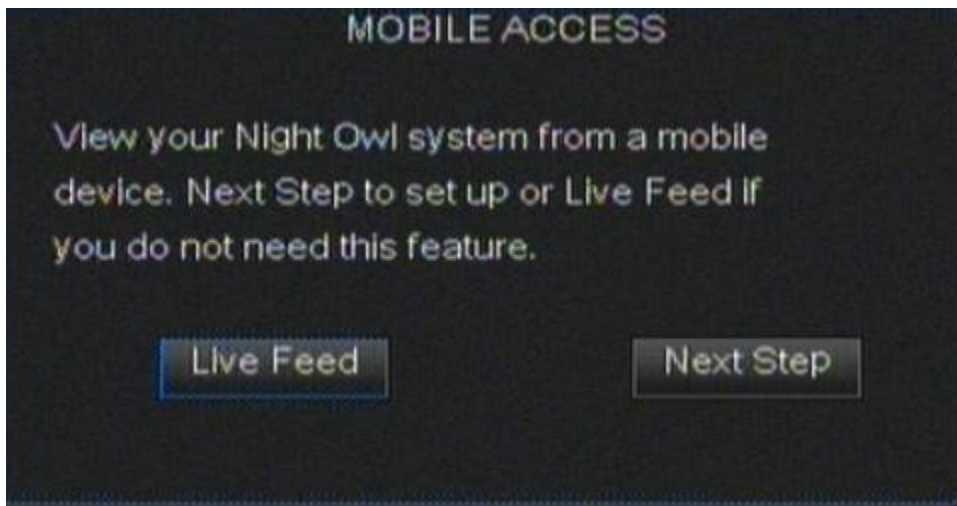 MOBILE ACCESS
View your Night Owl system from a mobile
device. Next Step to set up or Live Feed if
you do not need this feature.
Live Feed
Next Step